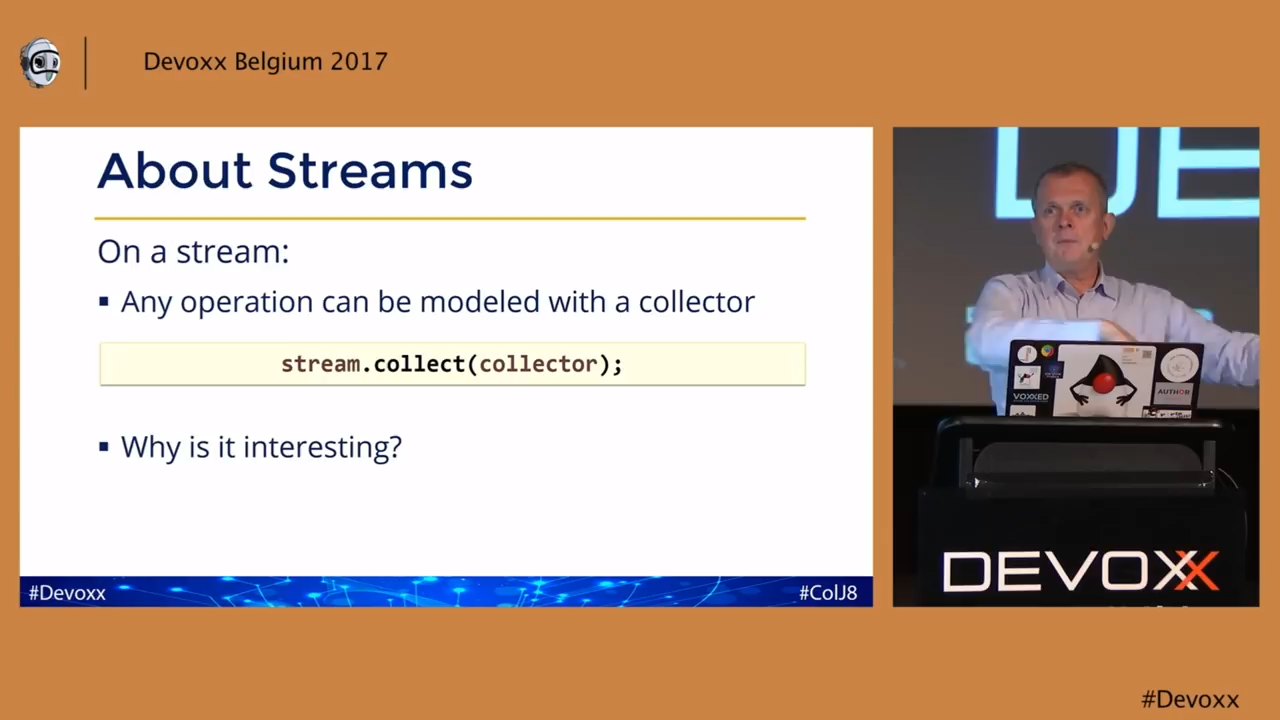 Devoxx Belgium 2017
About Streams
On a stream:
▪ Any operation can be modeled with a collector
stream.collect(collector);
▪ Why is it interesting?
#Devoxx
#ColJ8
DE
VOXXED
AUTHOR
DEVOXX
#Devoxx